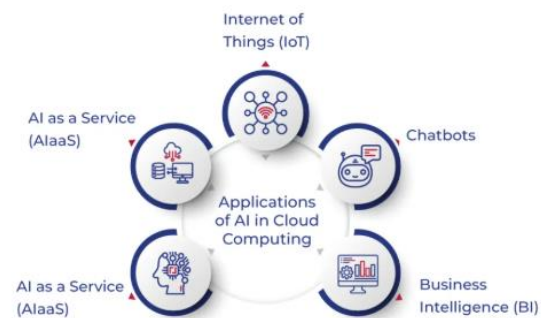 Internet of
Things (IoT)
AI as a Service
(AIaaS)
Chatbots
Applications
of AI in Cloud
Computing
AI as a Service
(AIaaS)
Business
Intelligence (BI)